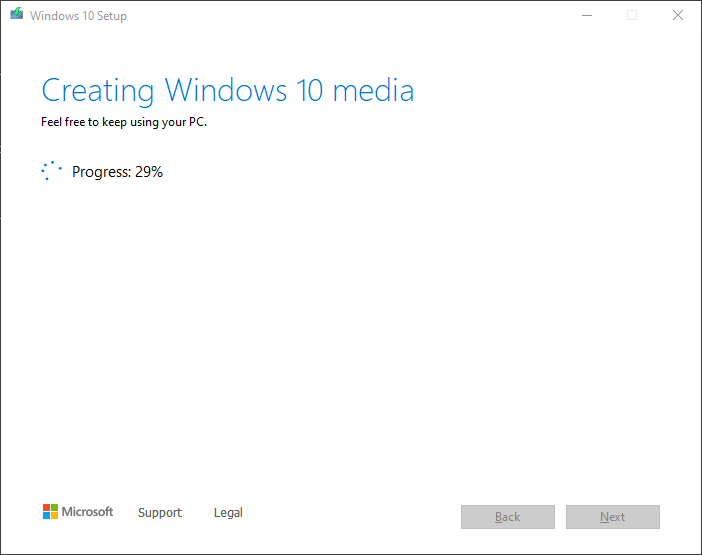 Windows 10 Setup
Creating Windows 10 media
Feel free to keep using your PC.
Progress: 29%
Microsoft Support Legal Back Next